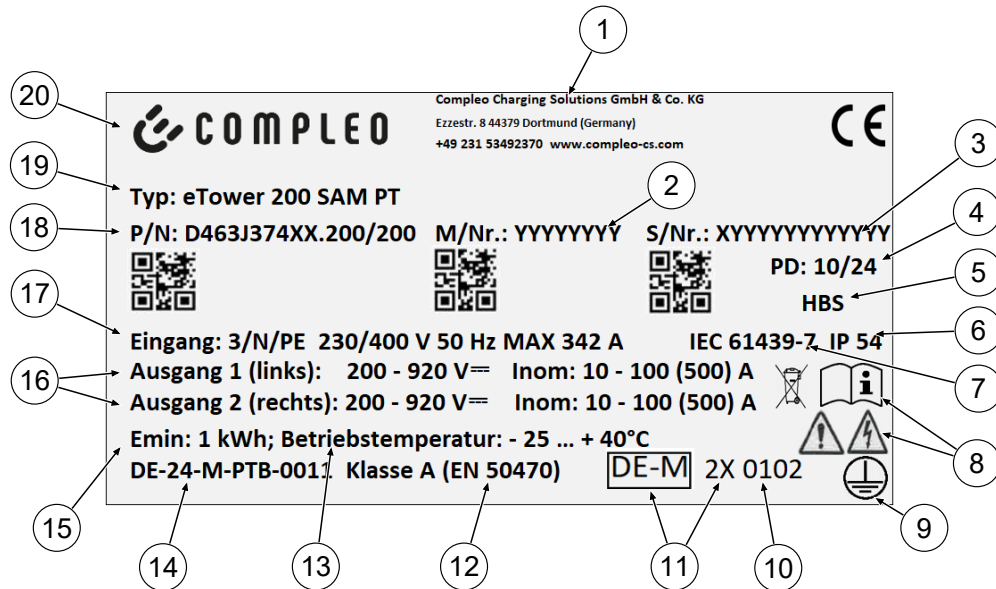 1
20
COMPLEO
Compleo Charging Solutions GmbH & Co. KG
Ezzestr. 8 44379 Dortmund (Germany)
+49 231 53492370 www.compleo-cs.com
CE
3
19
Typ: eTower 200 SAM PT
2
18
P/N: D463J374XX.200/200 M/Nr.: YYYYYYYY S/Nr.: XYYYYYYYYYYYY
4
PD: 10/24
5
HBS
17
Eingang: 3/N/PE 230/400 V 50 Hz MAX 342 A IEC 61439-7 IP 54
6
16
Ausgang 1 (links): 200 - 920 V⎓ Inom: 10 - 100 (500) A
7
Ausgang 2 (rechts): 200 - 920 V⎓ Inom: 10 - 100 (500) A
i
Emin: 1 kWh; Betriebstemperatur: - 25 ... + 40°C
8
DE-24-M-PTB-0011 Klasse A (EN 50470) DE-M 2X 0102
15
14
13
12
11
10
9